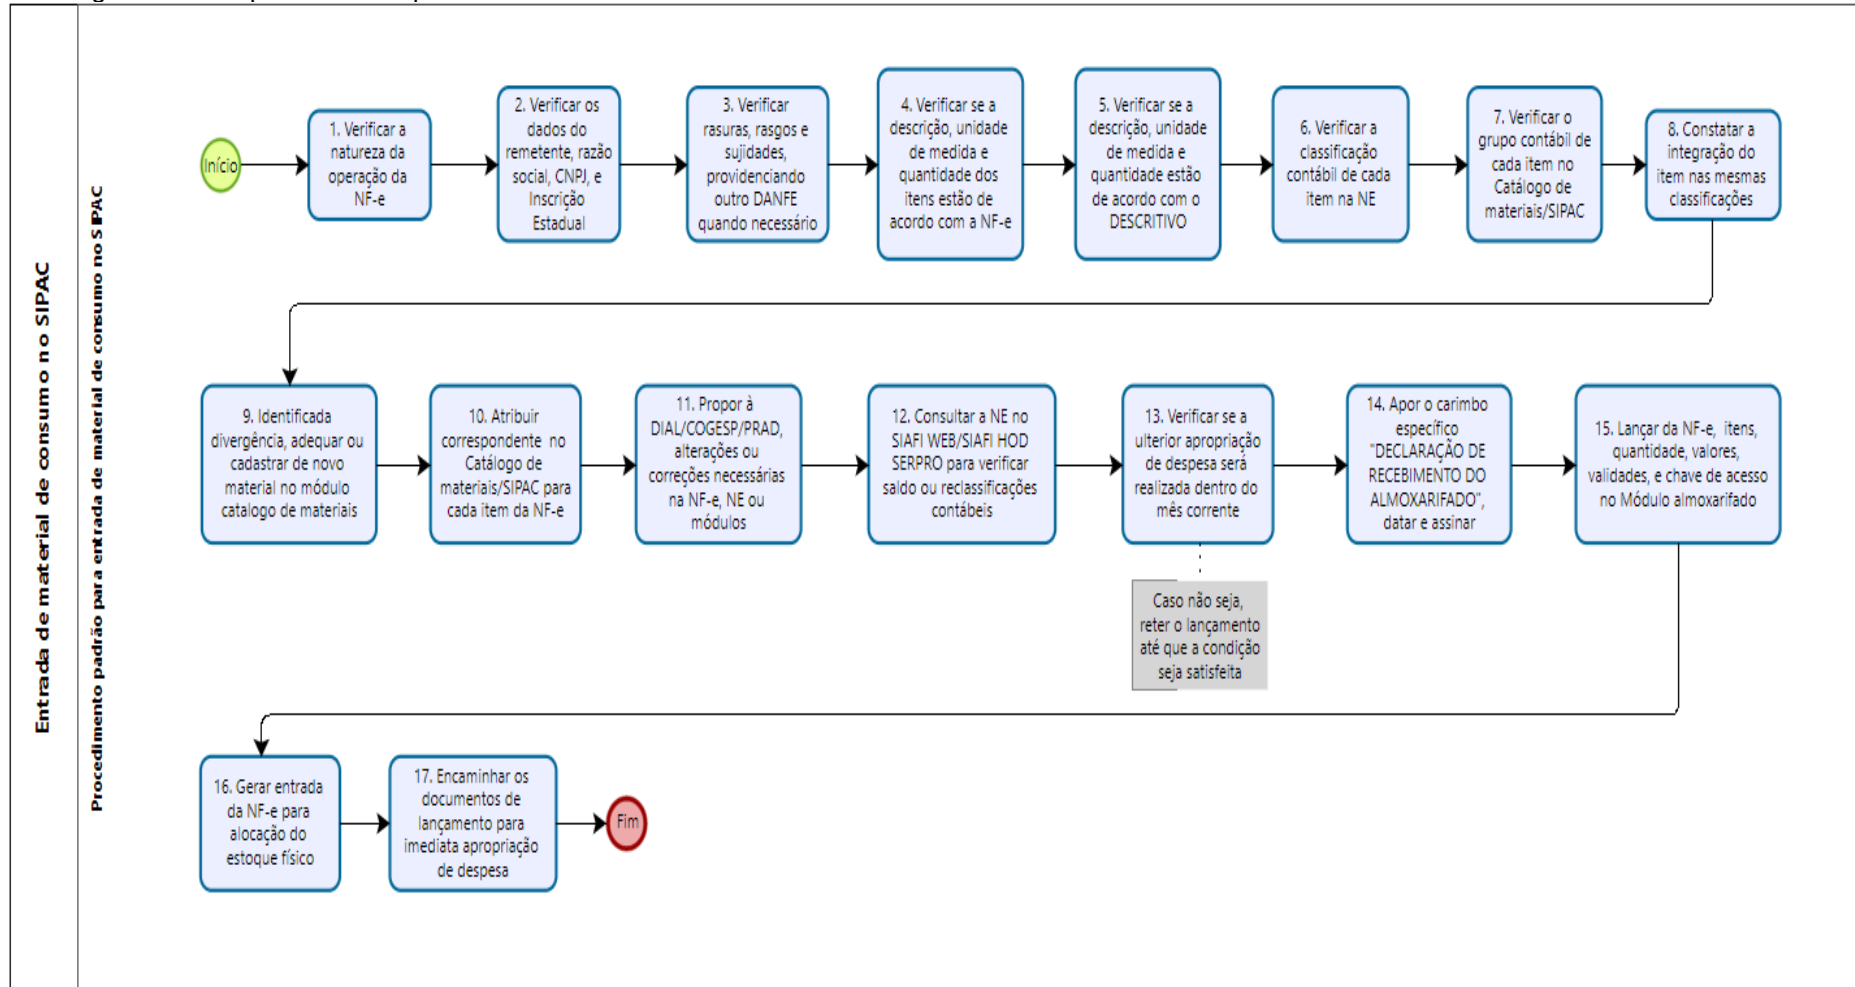 Entrada de material de consumo no SIPAC
Procedimento padrão para entrada de material de consumo no SIPAC
Início
1. Verificar a
natureza da
operação da
NF-e
2. Verificar os
dados do
remetente, razão
social, CNPJ, e
Inscrição
Estadual
3. Verificar
rasuras, rasgos e
sujidades,
providenciando
outro DANFE
quando necessário
4. Verificar se a
descrição, unidade
de medida e
quantidade dos
itens estão de
acordo com a NF-e
5. Verificar se a
descrição, unidade
de medida e
quantidade estão
de acordo com o
DESCRITIVO
6. Verificar a
classificação
contábil de cada
item na NE
7. Verificar o
grupo contábil de
cada item no
Catálogo de
materiais/SIPAC
8. Constatar a
integração do
item nas mesmas
classificações
9. Identificada
divergência, adequar ou
cadastrar de novo
material no módulo
catalogo de materiais
10. Atribuir
correspondente no
Catálogo de
materiais/SIPAC para
cada item da NF-e
11. Propor à
DIAL/COGESP/PRAD,
alterações ou
correções necessárias
na NF-e, NE ou
módulos
12. Consultar a NE no
SIAFI WEB/SIAFI HOD
SERPRO para verificar
saldo ou reclassificações
contábeis
13. Verificar se a
ulterior apropriação
de despesa será
realizada dentro do
mês corrente
14. Apor o carimbo
específico
"DECLARAÇÃO DE
RECEBIMENTO DO
ALMOXARIFADO",
datar e assinar
15. Lançar da NF-e, itens,
quantidade, valores,
validades, e chave de acesso
no Módulo almoxarifado
Caso não seja,
reter o lançamento
até que a condição
seja satisfeita
16. Gerar entrada
da NF-e para
alocação do
estoque físico
17. Encaminhar os
documentos de
lançamento para
imediata apropriação
de despesa
Fim